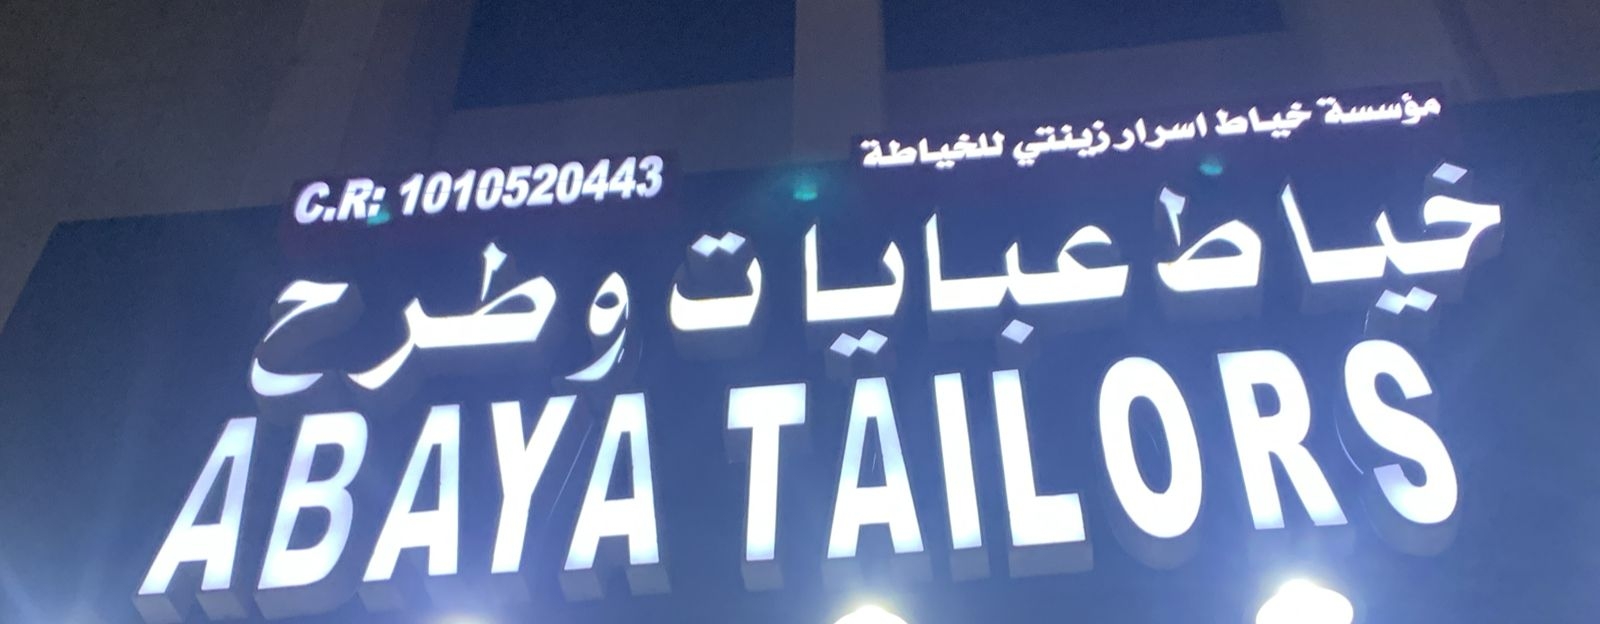 مؤسسة خياط اسرار زينتي للخياطة
C.R: 1010520443
خياط عبايات وطرح
ABAYA TAILORS